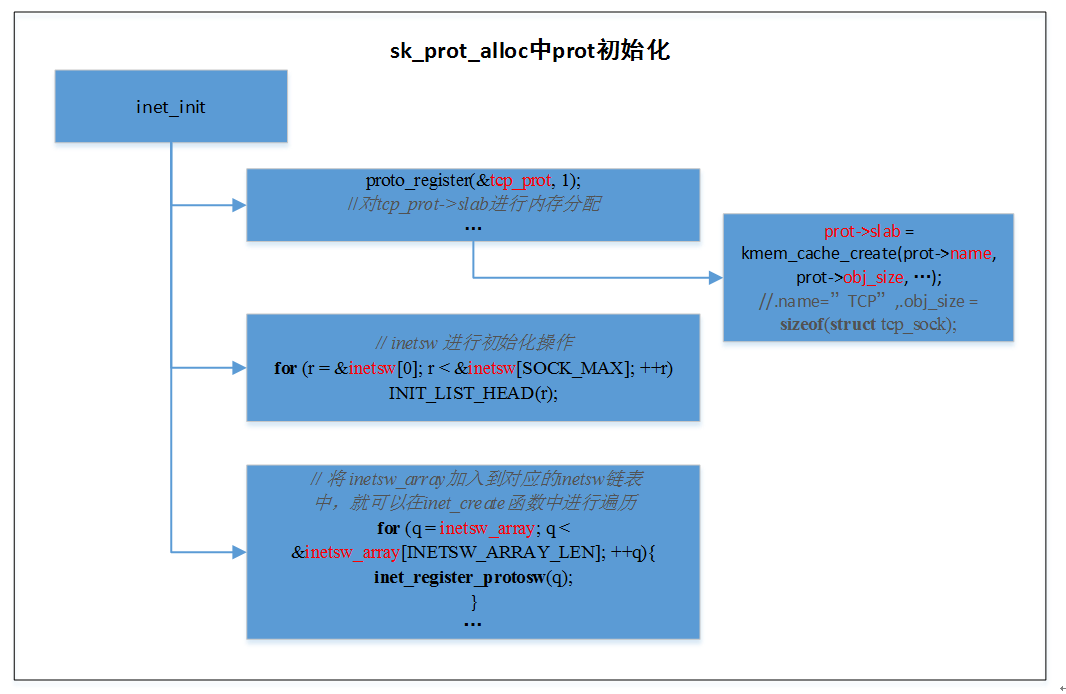 sk_prot_alloc中prot初始化
inet_init
proto_register(&tcp_prot, 1);
//对tcp_prot->slab进行内存分配
…
prot->slab =
kmem_cache_create(prot->name,
prot->obj_size, …);
//.name=”TCP”,.obj_size =
sizeof(struct tcp_sock);
// inetsw 进行初始化操作
for (r = &inetsw[0]; r < &inetsw[SOCK_MAX]; ++r)
INIT_LIST_HEAD(r);
// 将 inetsw_array加入到对应的inetsw链表
中，就可以在inet_create 函数中进行遍历
for (q = inetsw_array; q <
&inetsw_array[INETSW_ARRAY_LEN]; ++q){
inet_register_protosw(q);
}
…